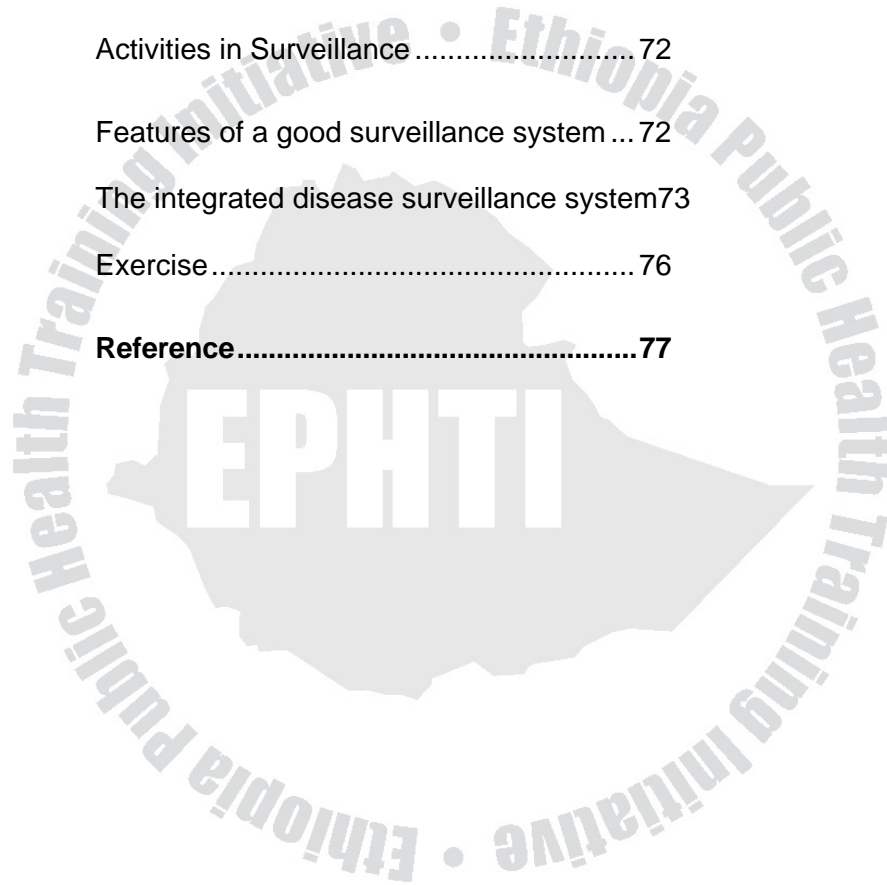 Activities in Surveillance ........................... 72
Features of a good surveillance system ... 72
The integrated disease surveillance system73
Exercise.................................................... 76
Reference..................................................77
EPHTI
Ethiopia Public Health Training Initiative • Ethiopia Public Health Training Initiative •